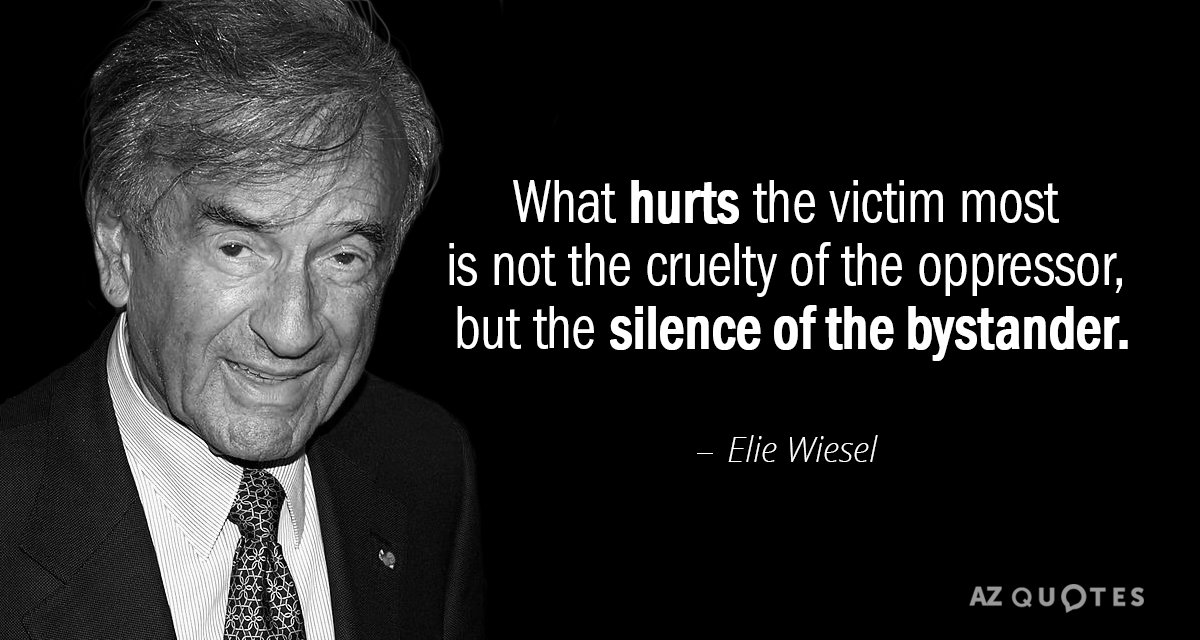 What hurts the victim most
is not the cruelty of the oppressor,
but the silence of the bystander.
– Elie Wiesel
AZ QUOTES